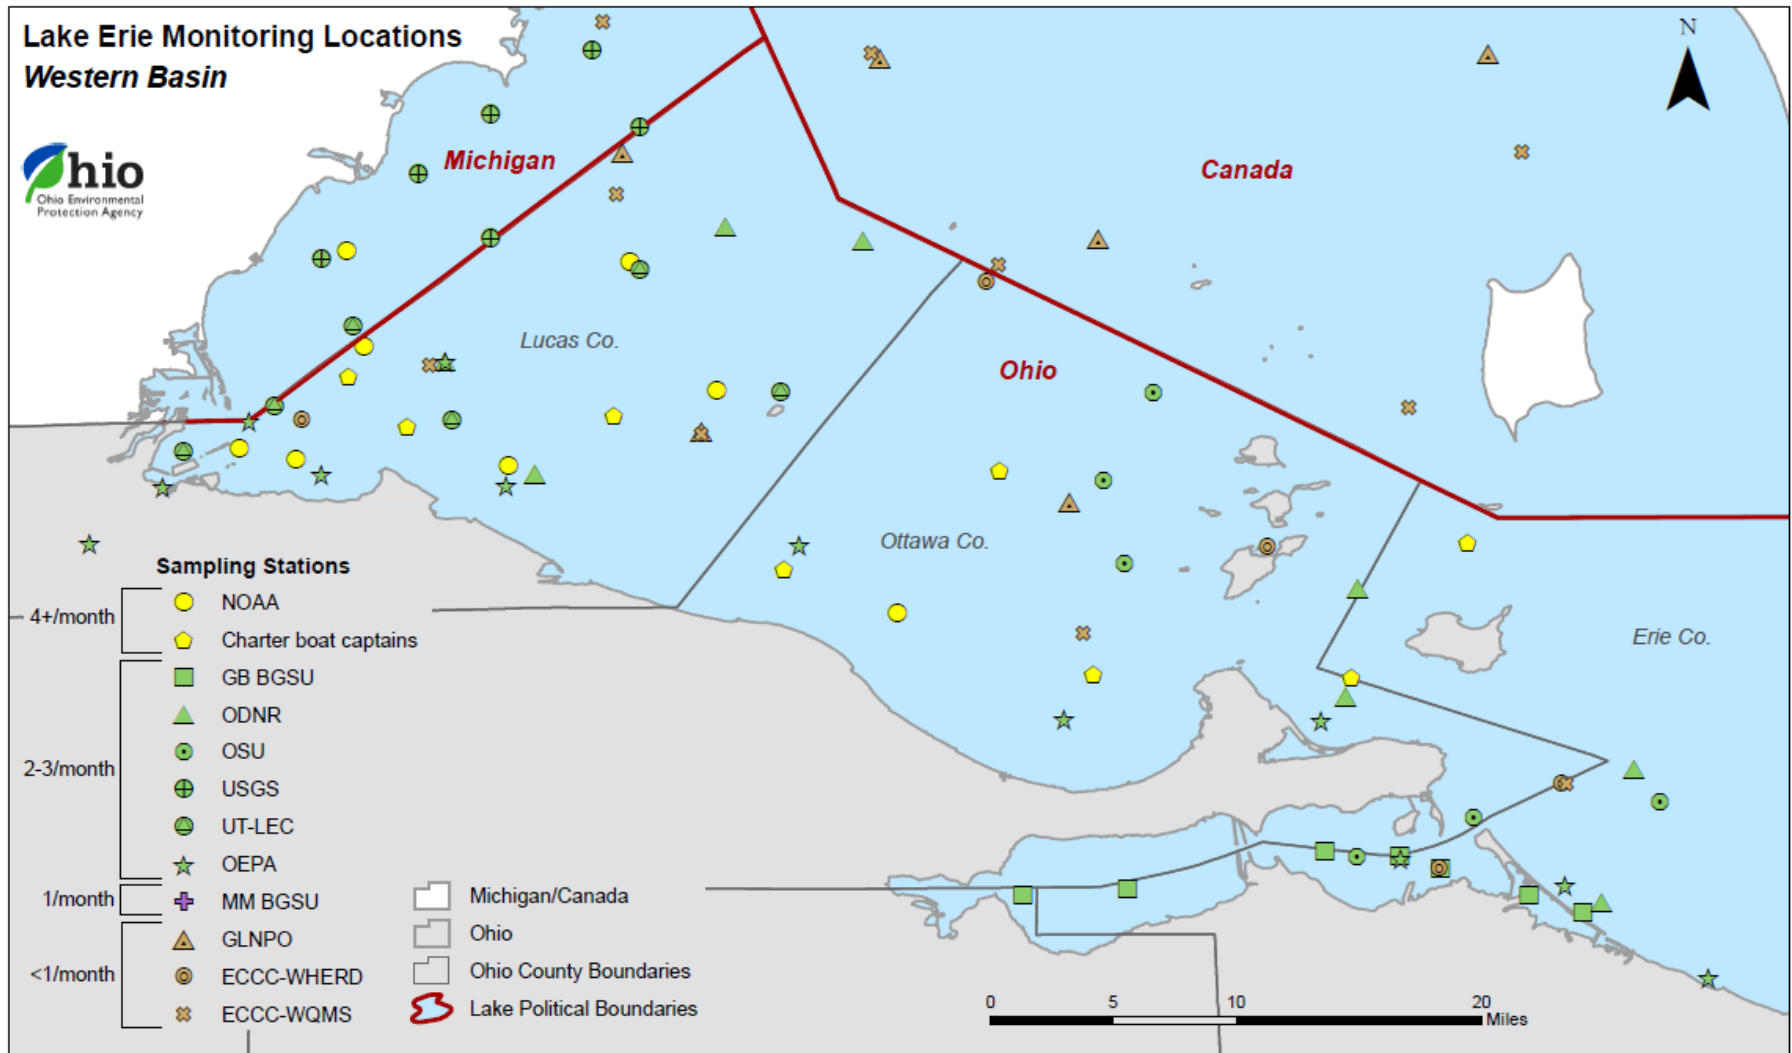 Lake Erie Monitoring Locations
Western Basin
Ohio
Ohio Environmental
Protection Agency
N
Michigan
Canada
Lucas Co.
Ohio
Ottawa Co.
Erie Co.
Sampling Stations
4+/month
NOAA
Charter boat captains
2-3/month
GB BGSU
ODNR
OSU
USGS
UT-LEC
OEPA
1/month
MM BGSU
<1/month
GLNPO
ECCC-WHERD
ECCC-WQMS
Michigan/Canada
Ohio
Ohio County Boundaries
Lake Political Boundaries
0 5 10 20
Miles